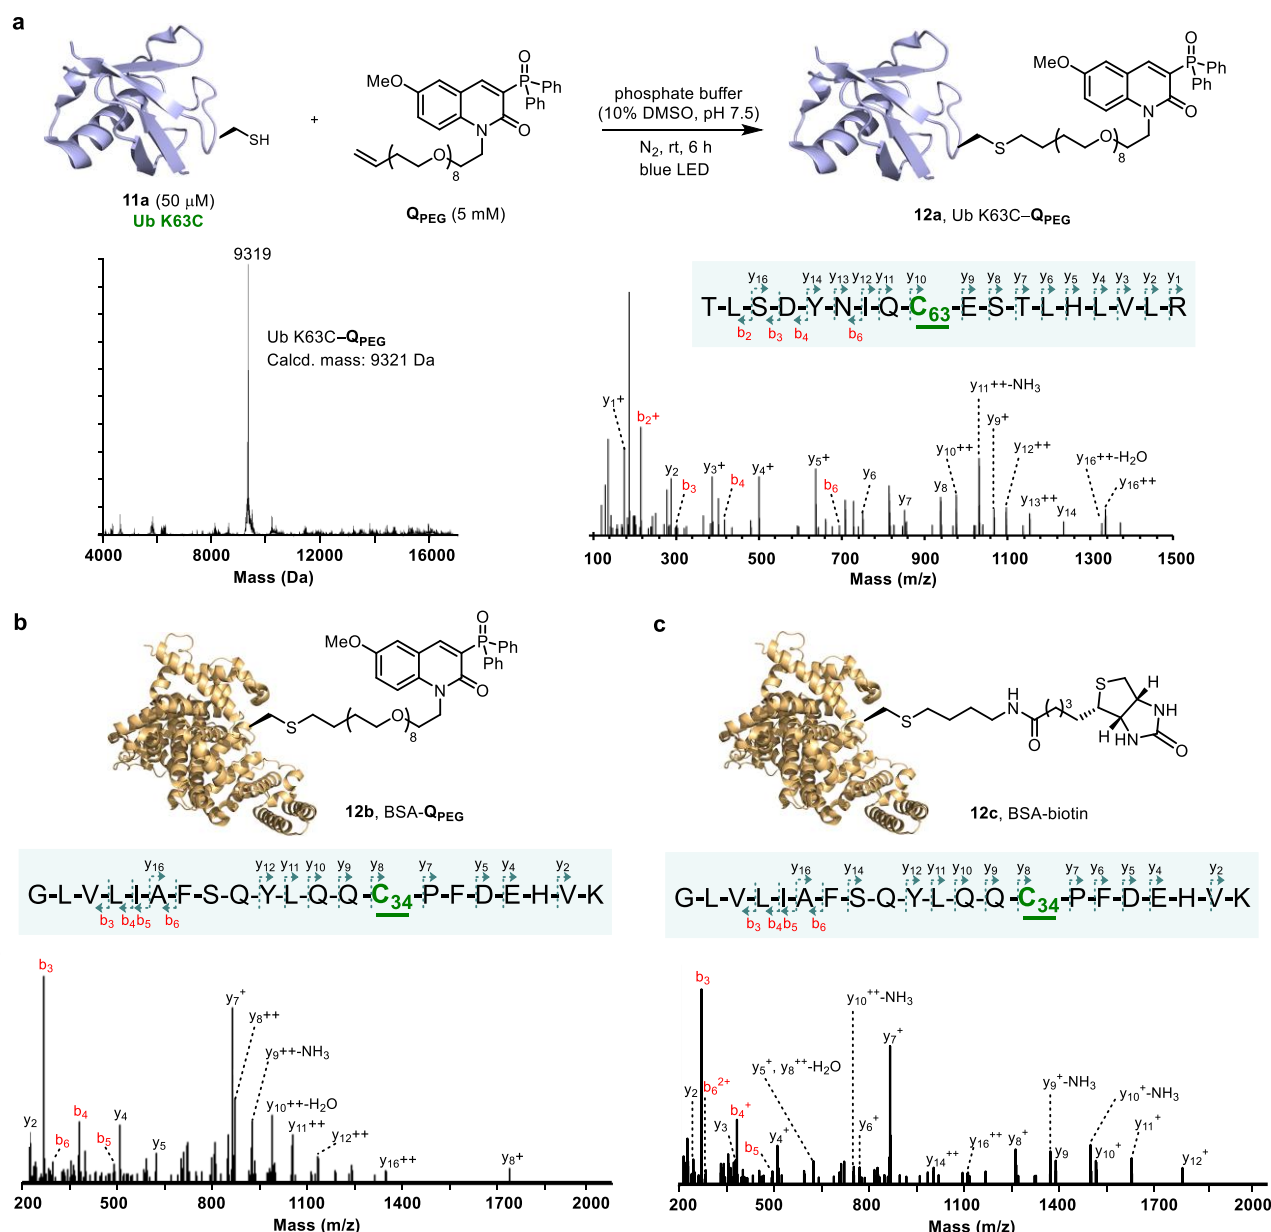 a
SH
+
MeO
O
P
Ph
Ph
N
O
O
8
phosphate buffer
(10% DMSO, pH 7.5)
N2, rt, 6 h
blue LED
S
O
8
MeO
O
P
Ph
Ph
N
O
11a (50 μM)
Ub K63C
QPEG (5 mM)
12a, Ub K63C–QPEG
9319
Ub K63C–QPEG
Calcd. mass: 9321 Da
4000 8000 12000 16000
Mass (Da)
y16 y14 y13 y12 y11 y10 y9 y8 y7 y6 y5 y4 y3 y2 y1
T-L-S-D-Y-N-I-Q-C63-E-S-T-L-H-L-V-L-R
b2 b3 b4 b6
y1+
b2+
y2
b3
y3+
b4
y4+
y5+
b6
y6
y7
y8
y10++
y11++-NH3
y9+
y12++
y13++
y14
y16++-H2O
y16++
100 300 500 700 900 1100 1300 1500
Mass (m/z)
b
MeO
O
P
Ph
Ph
N
O
S
O
8
12b, BSA-QPEG
y16 y12 y11 y10 y9 y8 y7 y5 y4 y2
G-L-V-L-I-A-F-S-Q-Y-L-Q-Q-C34-P-F-D-E-H-V-K
b3 b4 b5 b6
y2
b3
b6
b4
b5
y4
y5
y7+
y8++
y9++-NH3
y10++-H2O
y11++
y12++
y16++
y8+
200 500 800 1100 1400 1700 2000
Mass (m/z)
c
S
H
N
O
3
S
H
H
NH
HN
O
12c, BSA-biotin
y16 y14 y12 y11 y10 y9 y8 y7 y6 y5 y4 y2
G-L-V-L-I-A-F-S-Q-Y-L-Q-Q-C34-P-F-D-E-H-V-K
b3 b4 b5 b6
b3
y2
b62+
y3
b4+
b5
y4+
y5+, y8++-H2O
y10++-NH3
y6+
y7+
y14++
y16++
y8+
y9+-NH3
y9
y10+-NH3
y10+
y11+
y12+
200 500 800 1100 1400 1700 2000
Mass (m/z)